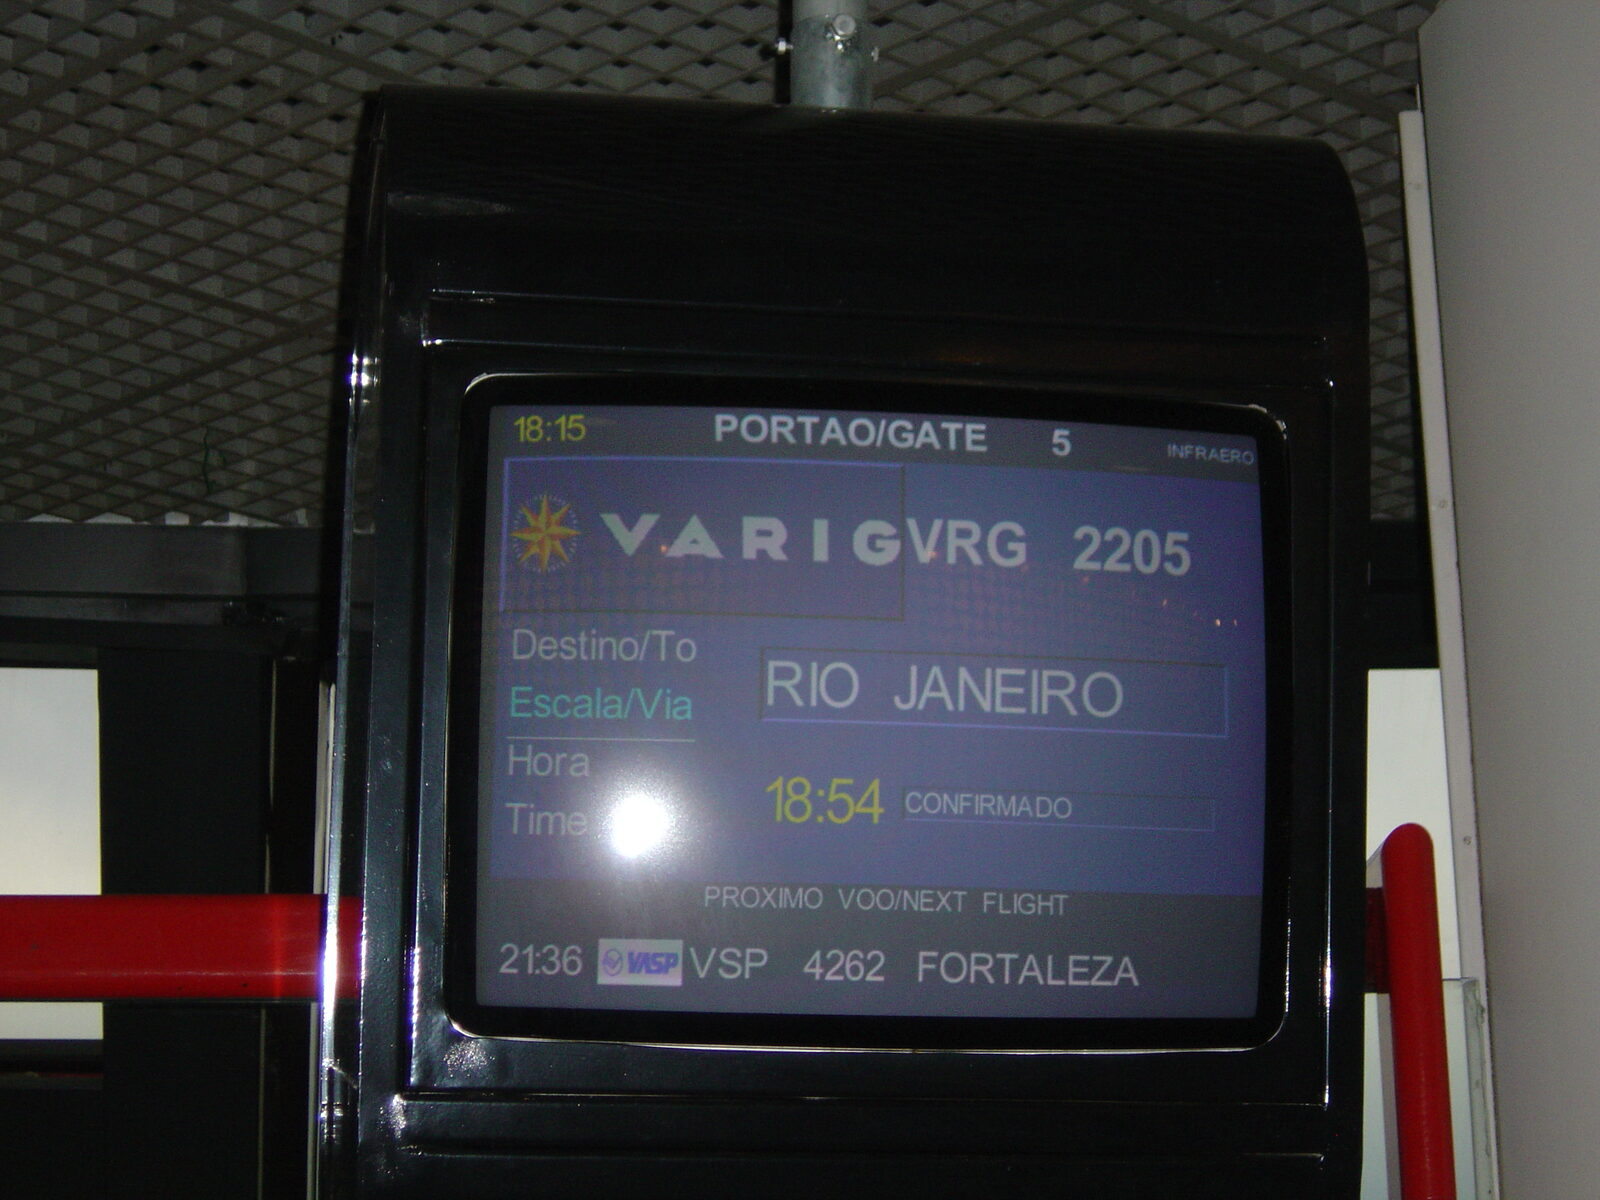 18:15 PORTAO/GATE 5 INFRAERO
VARIG VRG 2205
Destino/To RIO JANEIRO
Escala/Via
Hora
Time 18:54 CONFIRMADO
PROXIMO VOO/NEXT FLIGHT
21:36 VASP VSP 4262 FORTALEZA